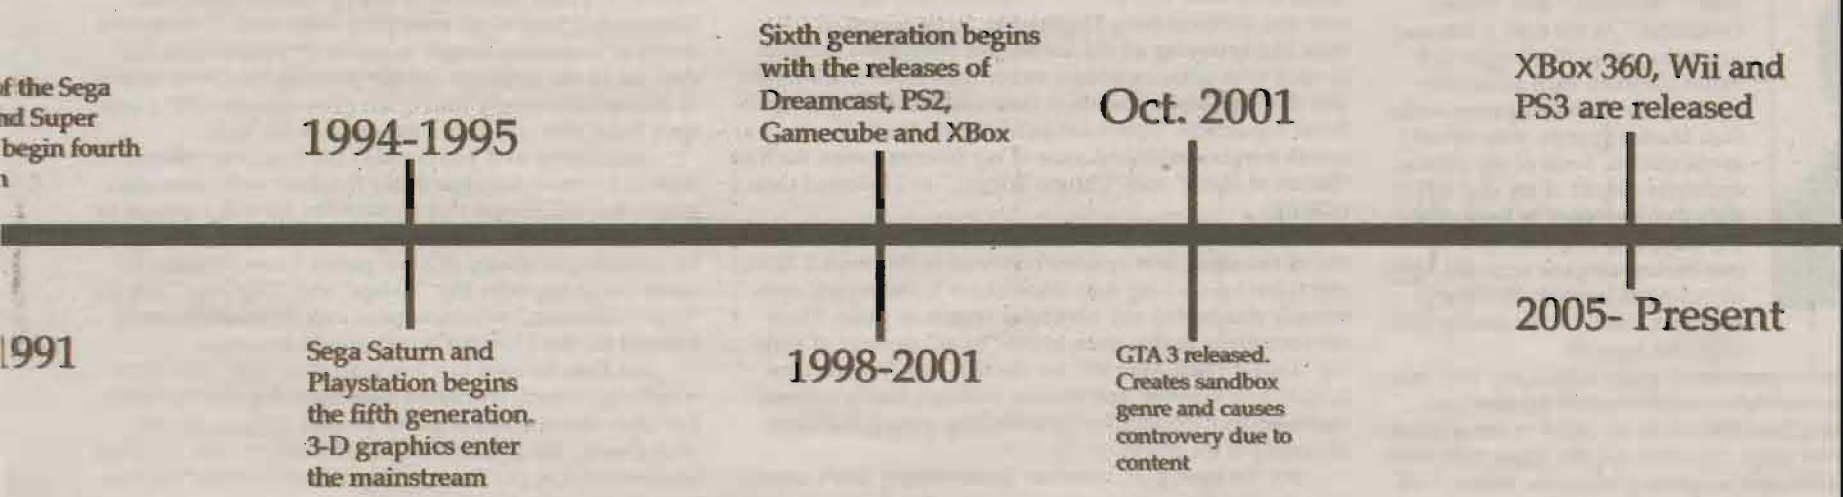 of the Sega
nd Super
begin fourth
1991
1994-1995
Sega Saturn and
Playstation begins
the fifth generation.
3-D graphics enter
the mainstream
Sixth generation begins
with the releases of
Dreamcast, PS2,
Gamecube and XBox
1998-2001
Oct. 2001
GTA 3 released.
Creates sandbox
genre and causes
controvery due to
content
XBox 360, Wii and
PS3 are released
2005- Present